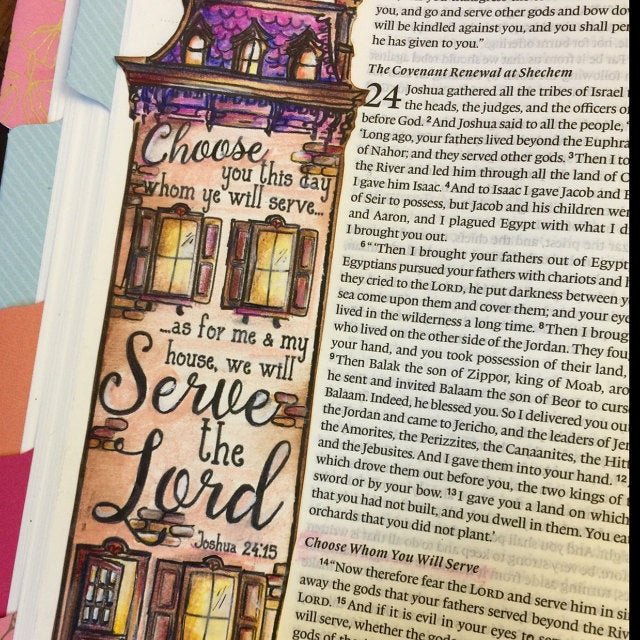 Choose
you this day
whom ye will serve...
...as for me & my
house, we will
Serve
the
Lord
Joshua 24:15
you, and go and serve other gods and bow dow
will be kindled against you, and you shall per
he has given to you.”
The Covenant Renewal at Shechem
24 Joshua gathered all the tribes of Israel
the heads, the judges, and the officers of
before God. 2 And Joshua said to all the people,
‘Long ago, your fathers lived beyond the Euphra
of Nahor; and they served other gods. 3 Then I to
the River and led him through all the land of C
I gave him Isaac. 4 And to Isaac I gave Jacob and E
of Seir to possess, but Jacob and his children wen
and Aaron, and I plagued Egypt with what I d
I brought you out.
6 “‘Then I brought your fathers out of Egypt
Egyptians pursued your fathers with chariots and h
they cried to the LORD, he put darkness between y
sea come upon them and cover them; and your eye
lived in the wilderness a long time. 8 Then I broug
who lived on the other side of the Jordan. They fou
your hand, and you took possession of their land,
9 Then Balak the son of Zippor, king of Moab, aro
he sent and invited Balaam the son of Beor to curse
Balaam. Indeed, he blessed you. So I delivered you ou
the Jordan and came to Jericho, and the leaders of Jer
the Amorites, the Perizzites, the Canaanites, the Hitt
and the Jebusites. And I gave them into your hand. 12
which drove them out before you, the two kings of
sword or by your bow. 13 I gave you a land on which
that you had not built, and you dwell in them. You ea
orchards that you did not plant.’
Choose Whom You Will Serve
14 “Now therefore fear the LORD and serve him in si
away the gods that your fathers served beyond the R
LORD. 15 And if it is evil in your eyes to serve
will serve, whether the god
gods of the